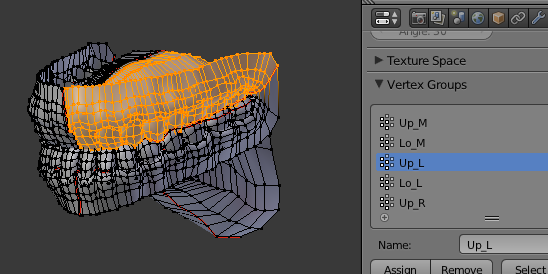 Angle: 30
Texture Space
Vertex Groups
Up_M
Lo_M
Up_L
Lo_L
Up_R
Name: Up_L
Assign Remove Select